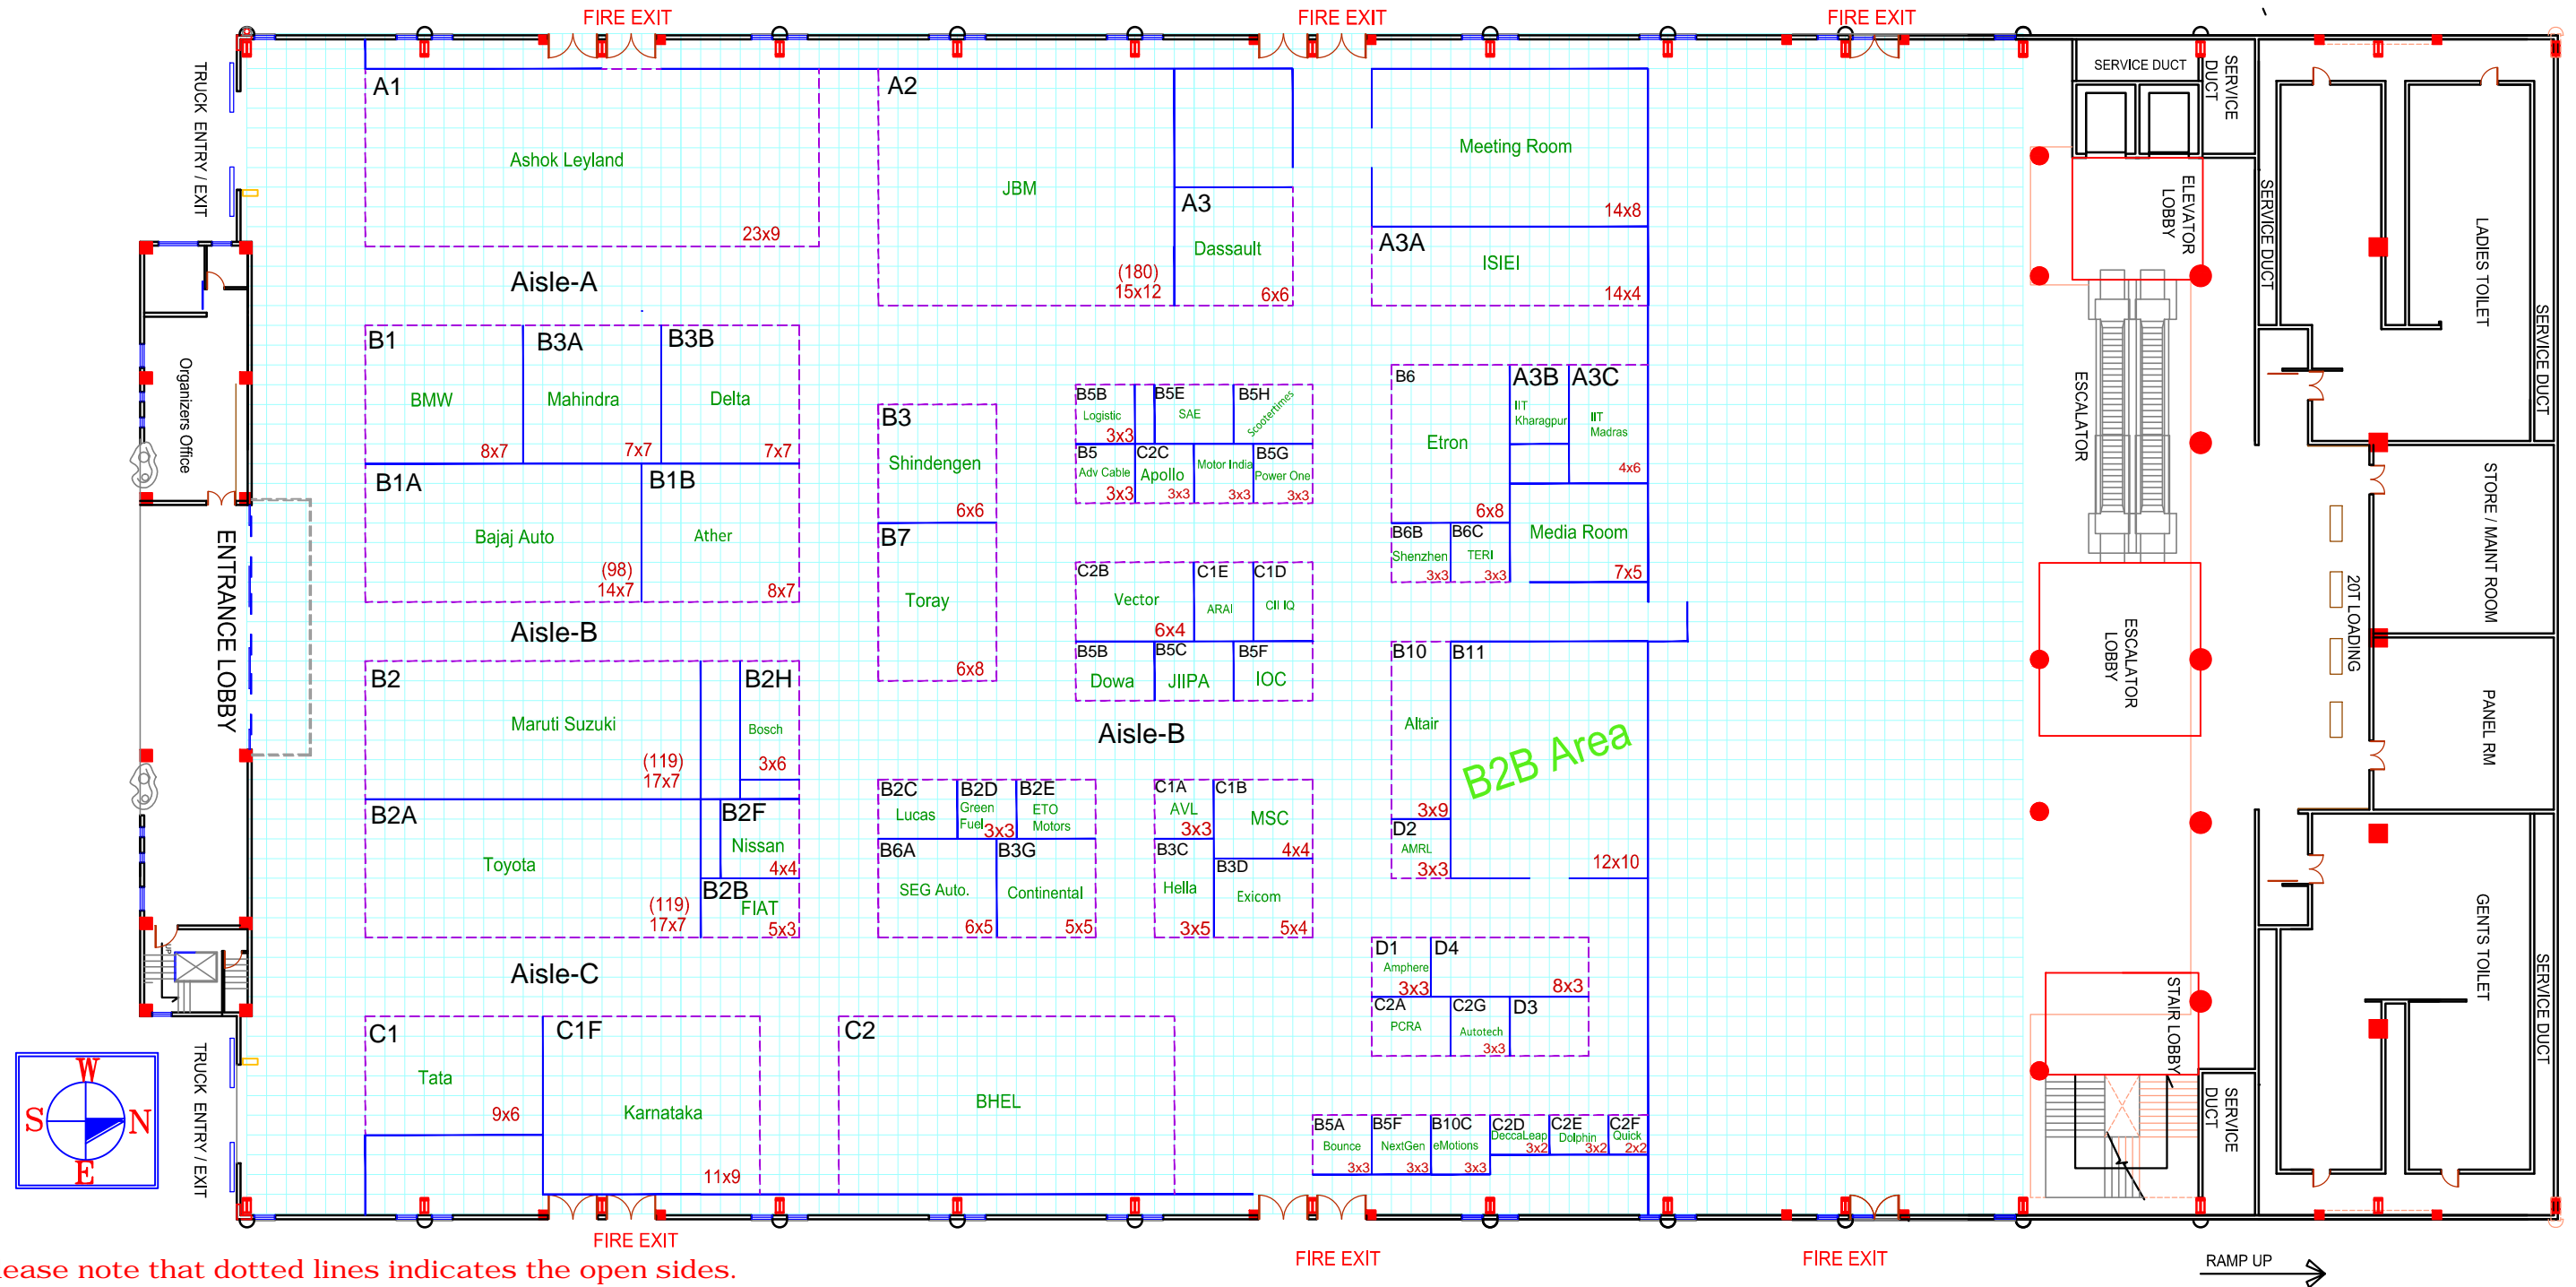 FIRE EXIT
FIRE EXIT
FIRE EXIT
TRUCK ENTRY / EXIT
A1
Ashok Leyland
23x9
A2
JBM
(180)
15x12
A3
Dassault
6x6
Meeting Room
14x8
A3A
ISIEI
14x4
SERVICE DUCT
SERVICE
DUCT
ELEVATOR
LOBBY
SERVICE DUCT
LADIES TOILET
SERVICE DUCT
Aisle-A
Organizers Office
B1
BMW
8x7
B3A
Mahindra
7x7
B3B
Delta
7x7
B1A
Bajaj Auto
(98)
14x7
B1B
Ather
8x7
B3
Shindengen
6x6
B7
Toray
6x8
B5B
Logistic
3x3
B5E
SAE
B5H
Scootertimes
B5
Adv Cable
3x3
C2C
Apollo
3x3
Motor India
3x3
B5G
Power One
3x3
B6
Etron
6x8
A3B
IIT
Kharagpur
A3C
IIT
Madras
4x6
B6B
Shenzhen
3x3
B6C
TERI
3x3
Media Room
7x5
ESCALATOR
STORE / MAINT ROOM
20T LOADING
ESCALATOR
LOBBY
PANEL RM
ENTRANCE LOBBY
Aisle-B
C2B
Vector
6x4
C1E
ARAI
C1D
CII IQ
B5B
Dowa
B5C
JIIPA
B5F
IOC
Aisle-B
B2
Maruti Suzuki
(119)
17x7
B2H
Bosch
3x6
B2A
Toyota
(119)
17x7
B2F
Nissan
4x4
B2B
FIAT
5x3
B2C
Lucas
B2D
Green
Fuel
3x3
B2E
ETO
Motors
B6A
SEG Auto.
6x5
B3G
Continental
5x5
C1A
AVL
3x3
C1B
MSC
4x4
B3C
Hella
3x5
B3D
Exicom
5x4
B10
Altair
3x9
B11
B2B Area
12x10
D2
AMRL
3x3
D1
Amphere
3x3
D4
8x3
C2A
PCRA
C2G
Autotech
3x3
D3
GENTS TOILET
SERVICE DUCT
STAIR LOBBY
SERVICE
DUCT
UP
Aisle-C
C1
Tata
9x6
C1F
Karnataka
11x9
C2
BHEL
B5A
Bounce
3x3
B5F
NextGen
3x3
B10C
eMotions
3x3
C2D
DeccaLeap
3x2
C2E
Dolphin
3x2
C2F
Quick
2x2
W
S
N
E
TRUCK ENTRY / EXIT
FIRE EXIT
FIRE EXIT
FIRE EXIT
RAMP UP
lease note that dotted lines indicates the open sides.